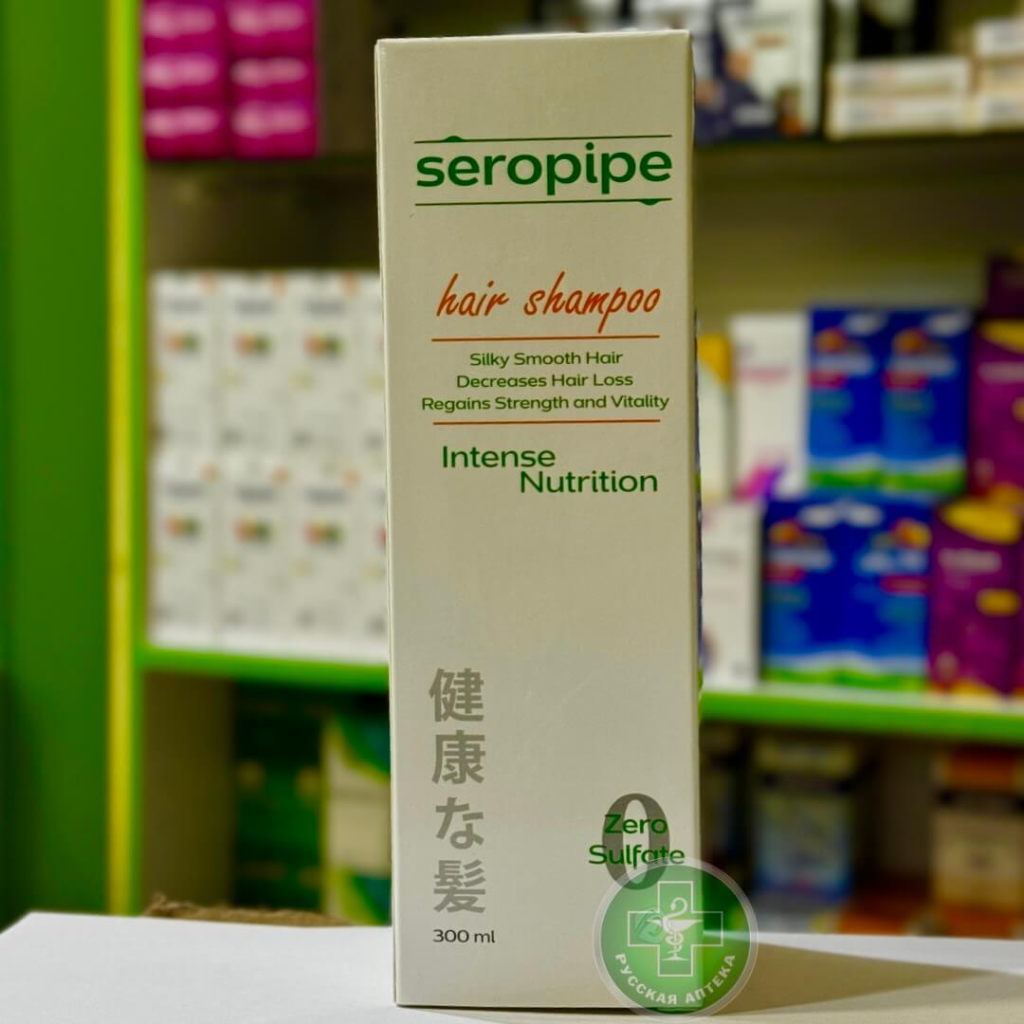 seropipe
hair shampoo
Silky Smooth Hair
Decreases Hair Loss
Regains Strength and Vitality
Intense
Nutrition
健康な髪
300 ml
0
Zero
Sulfate
РУССКАЯ АПТЕКА